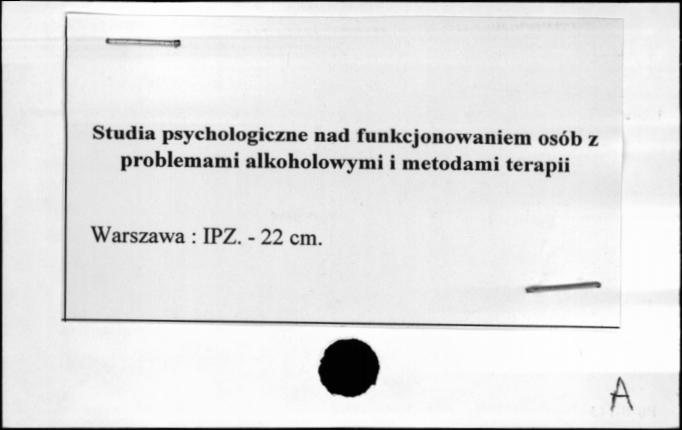 Studia psychologiczne nad funkcjonowaniem osób z
problemami alkoholowymi i metodami terapii
Warszawa : IPZ. - 22 cm.
A